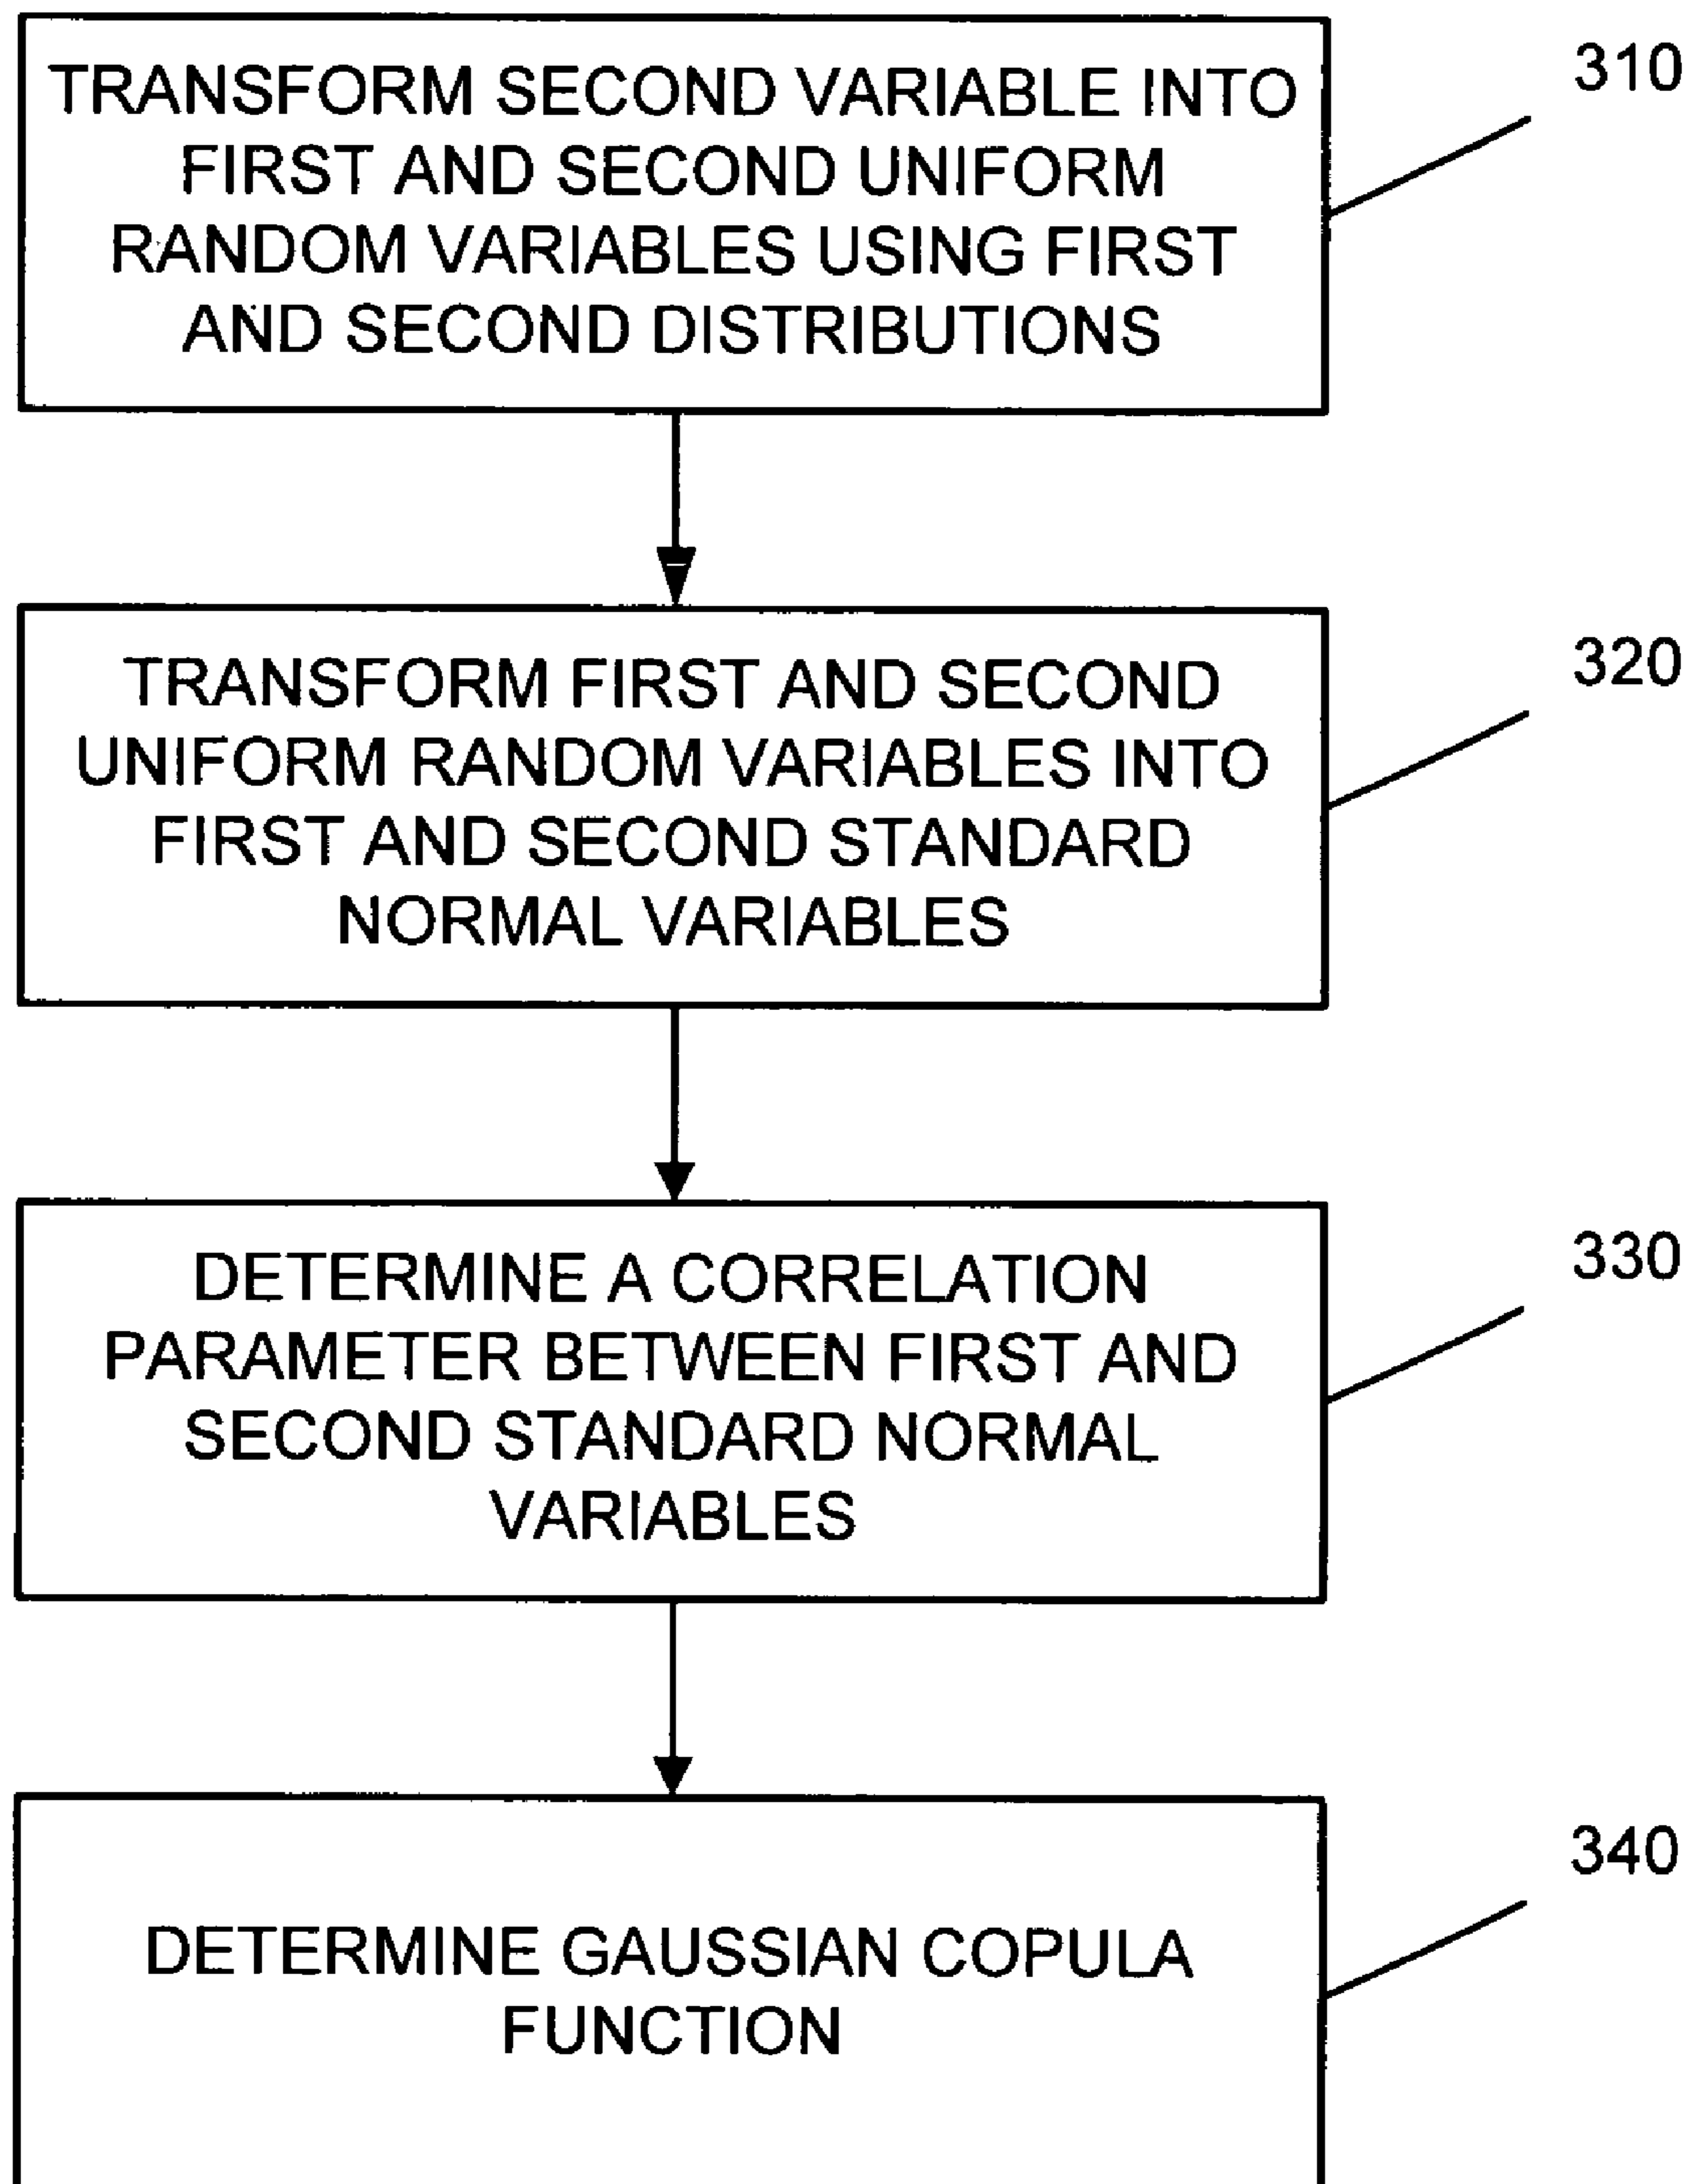 TRANSFORM SECOND VARIABLE INTO
FIRST AND SECOND UNIFORM
RANDOM VARIABLES USING FIRST
AND SECOND DISTRIBUTIONS
310
TRANSFORM FIRST AND SECOND
UNIFORM RANDOM VARIABLES INTO
FIRST AND SECOND STANDARD
NORMAL VARIABLES
320
DETERMINE A CORRELATION
PARAMETER BETWEEN FIRST AND
SECOND STANDARD NORMAL
VARIABLES
330
DETERMINE GAUSSIAN COPULA
FUNCTION
340